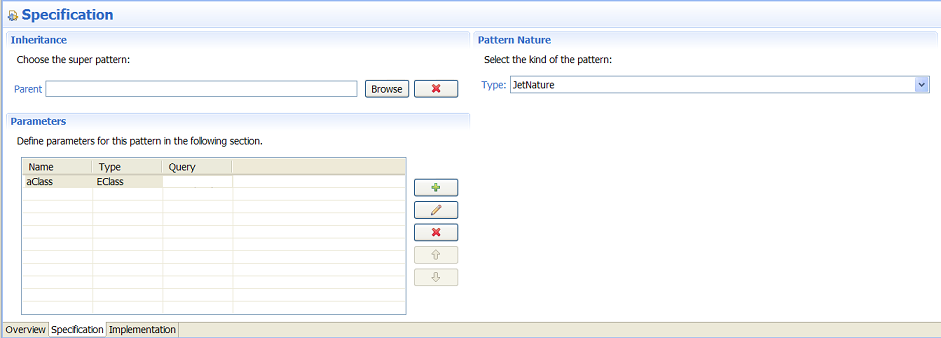 Specification
Inheritance
Choose the super pattern:
Parent
Browse
Pattern Nature
Select the kind of the pattern:
Type: JetNature
Parameters
Define parameters for this pattern in the following section.
Name Type Query
aClass EClass
Overview Specification Implementation